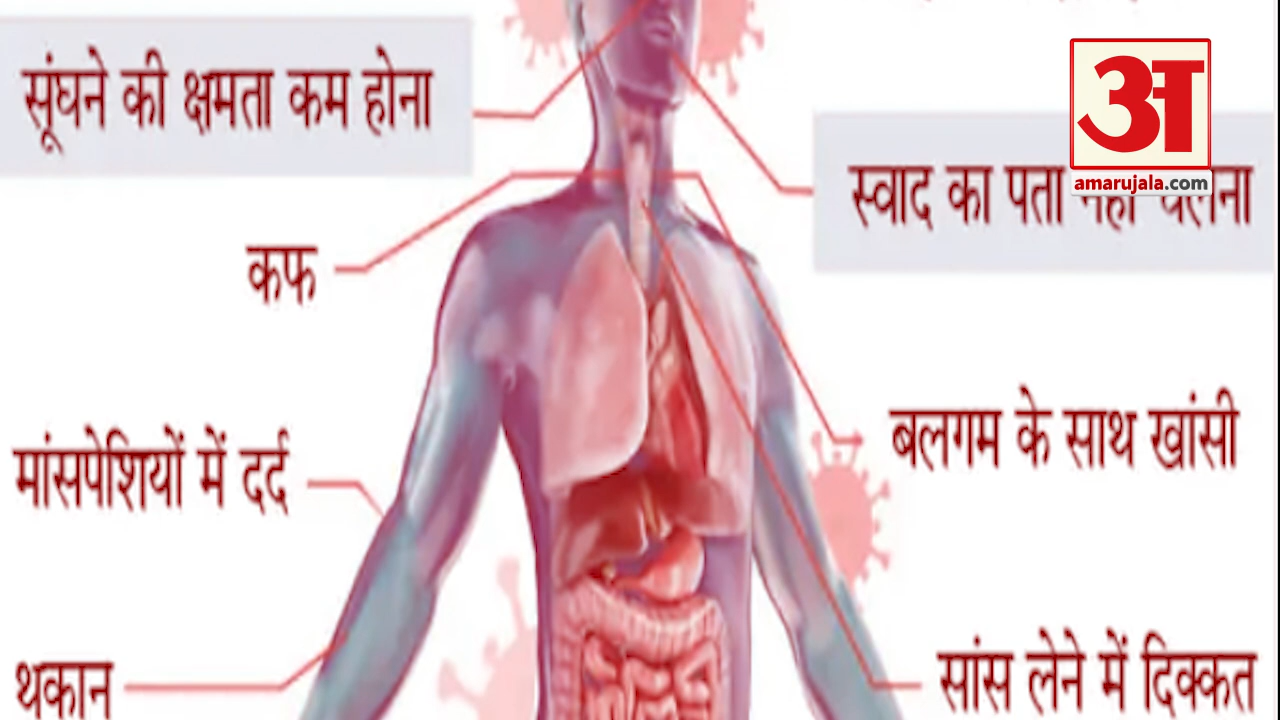 सूंघने की क्षमता कम होना
अ
amarujala.com
स्वाद का पता
कफ
बलगम के साथ खांसी
मांसपेशियों में दर्द
सांस लेने में दिक्कत
थकान